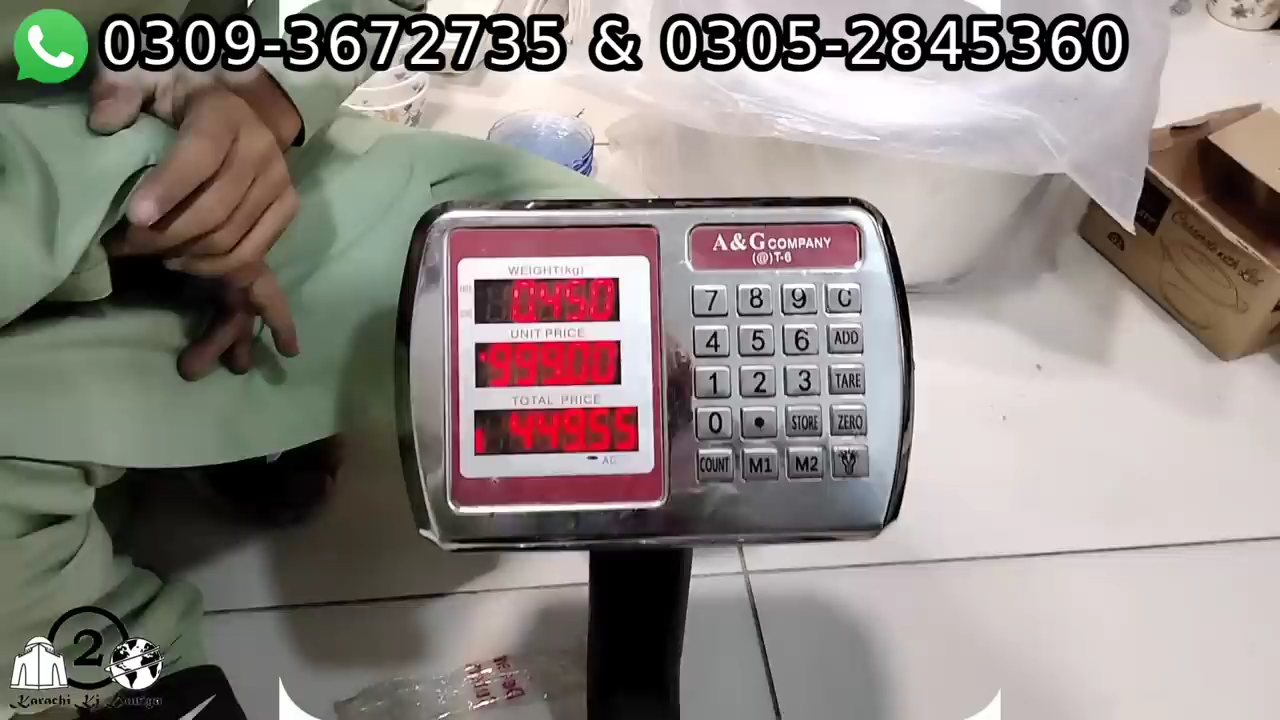 0309-3672735 & 0305-2845360
A&G COMPANY
(@)T-6
WEIGHT(kg)
0.450
UNIT PRICE
999.00
TOTAL PRICE
449.55
AC
7 8 9 C
4 5 6 ADD
1 2 3 TARE
0 • STORE ZERO
COUNT M1 M2
2
Karachi Ki Duniya